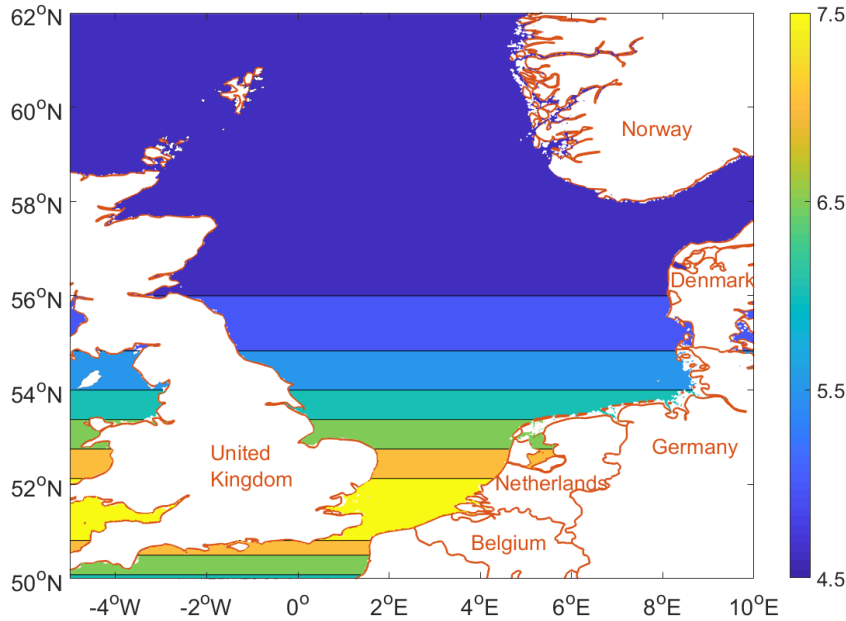 62°N
7.5
60°N
Norway
6.5
58°N
Denmark
56°N
5.5
54°N
United
Kingdom
Germany
52°N
Netherlands
Belgium
50°N
4.5
-4°W
-2°W
0°
2°E
4°E
6°E
8°E
10°E